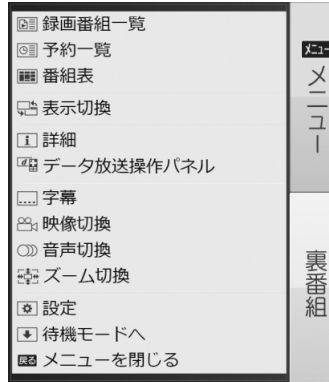 録画番組一覧
予約一覧
番組表
表示切換
i 詳細
d データ放送操作パネル
字幕
映像切換
音声切換
ズーム切換
設定
待機モードへ
戻る メニューを閉じる
メニュー
メニュー
裏番組